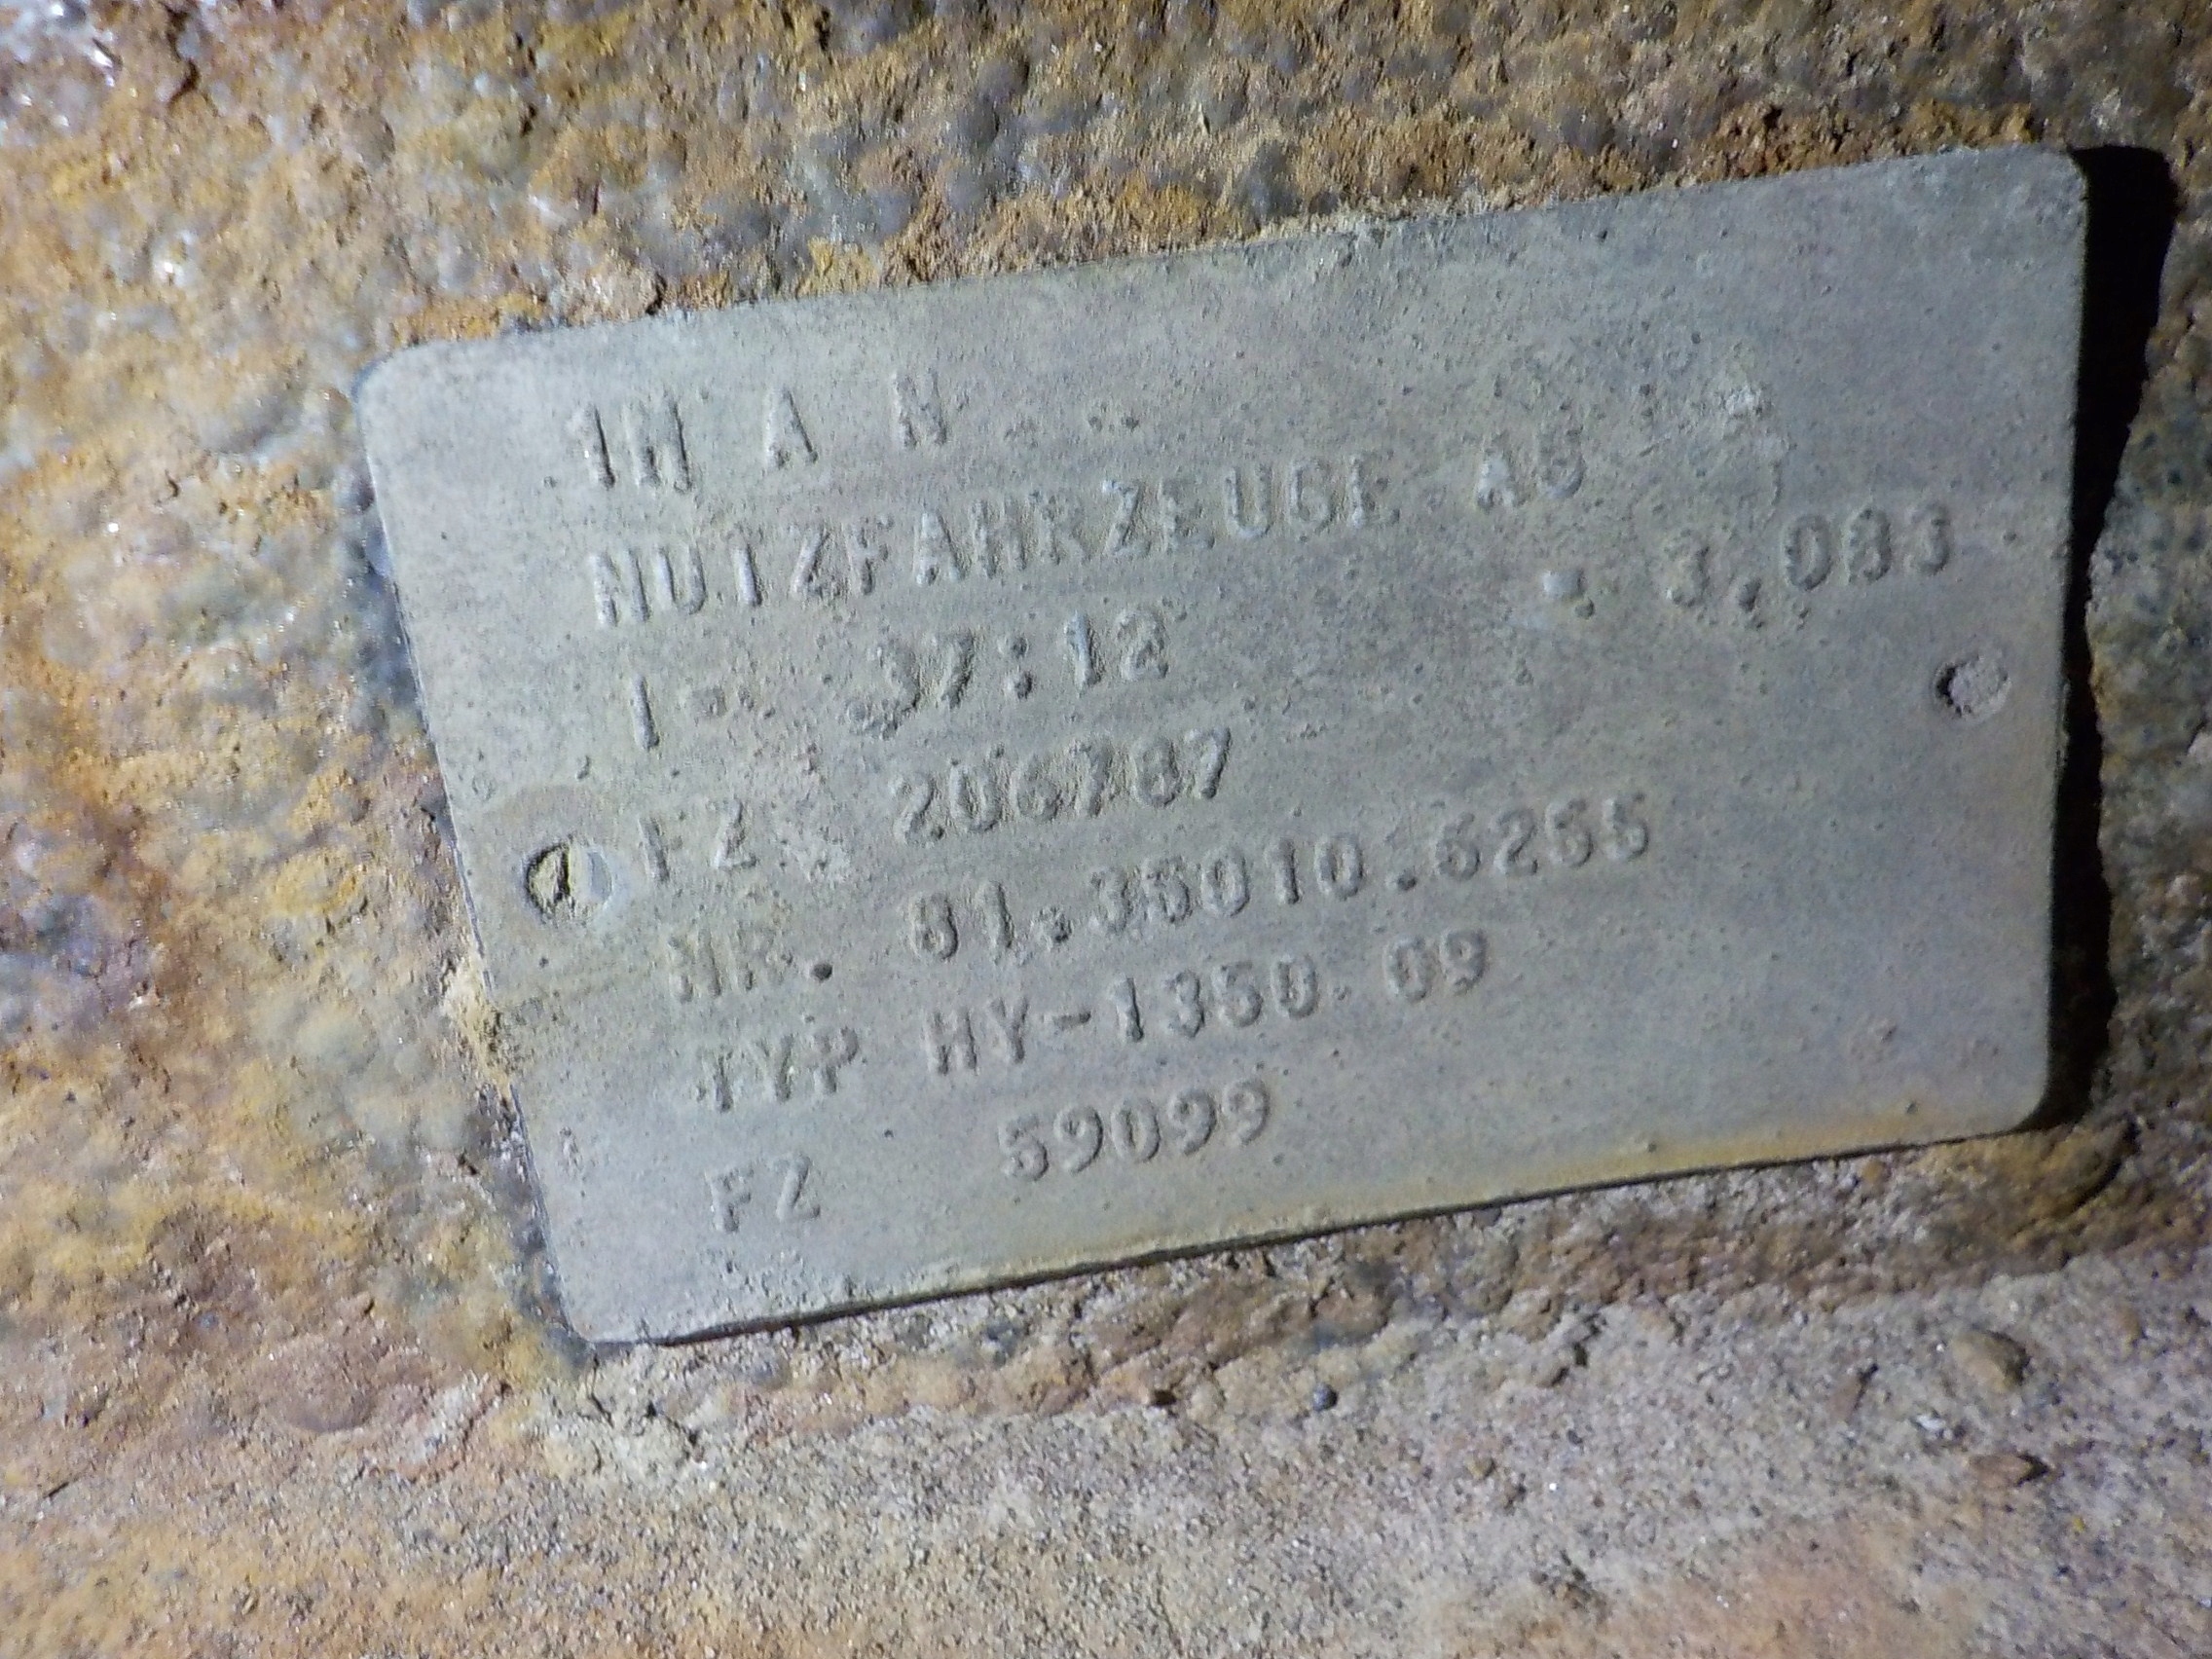 M A N
NUTZFAHRZEUGE AG
I = 37:12 = 3,083
FZ 206787
NR. 81.35010.6255
TYP HY-1350 09
FZ 59099